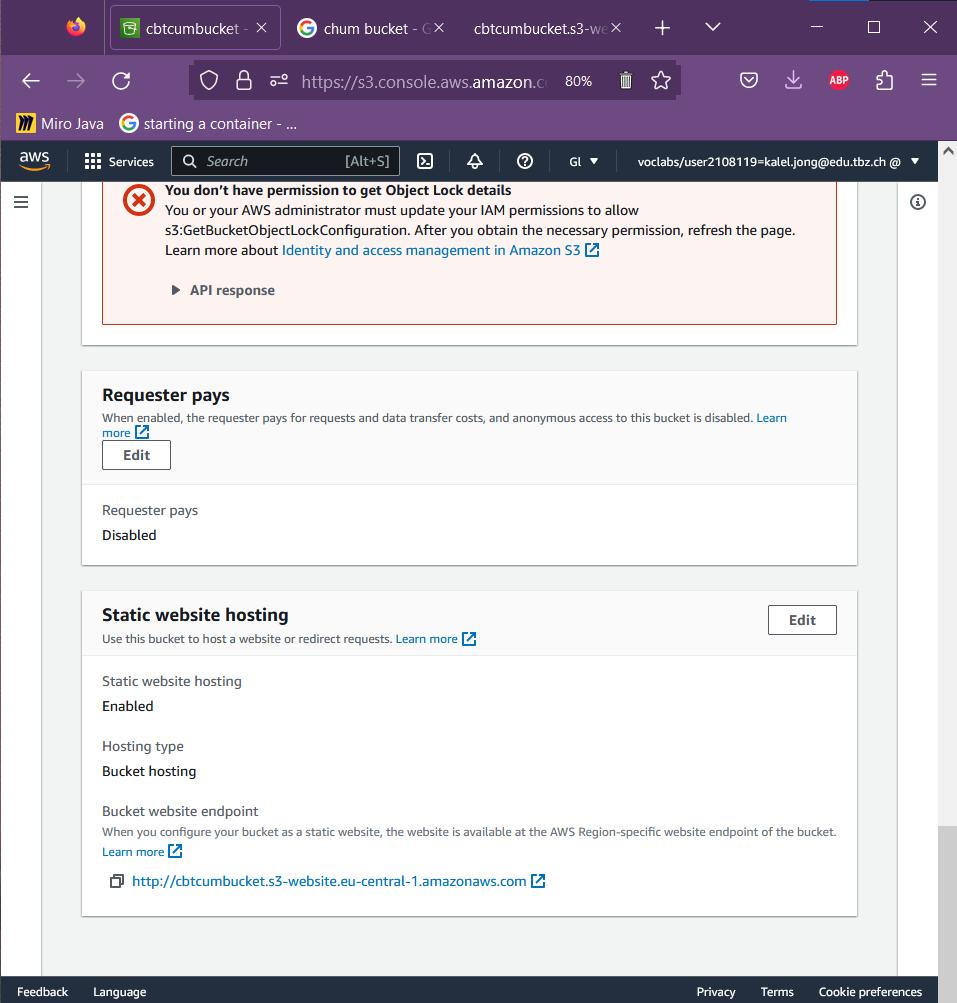 cbtcumbucket -
chum bucket - G
cbtcumbucket.s3-we
https://s3.console.aws.amazon.c
80%
ABP
Miro Java
starting a container - ...
aws
Services
Search
[Alt+S]
Gl
voclabs/user2108119=kalel.jong@edu.tbz.ch @
You don’t have permission to get Object Lock details
You or your AWS administrator must update your IAM permissions to allow
s3:GetBucketObjectLockConfiguration. After you obtain the necessary permission, refresh the page.
Learn more about Identity and access management in Amazon S3
API response
Requester pays
When enabled, the requester pays for requests and data transfer costs, and anonymous access to this bucket is disabled. Learn
more
Edit
Requester pays
Disabled
Static website hosting
Edit
Use this bucket to host a website or redirect requests. Learn more
Static website hosting
Enabled
Hosting type
Bucket hosting
Bucket website endpoint
When you configure your bucket as a static website, the website is available at the AWS Region-specific website endpoint of the bucket.
Learn more
http://cbtcumbucket.s3-website.eu-central-1.amazonaws.com
Feedback
Language
Privacy
Terms
Cookie preferences